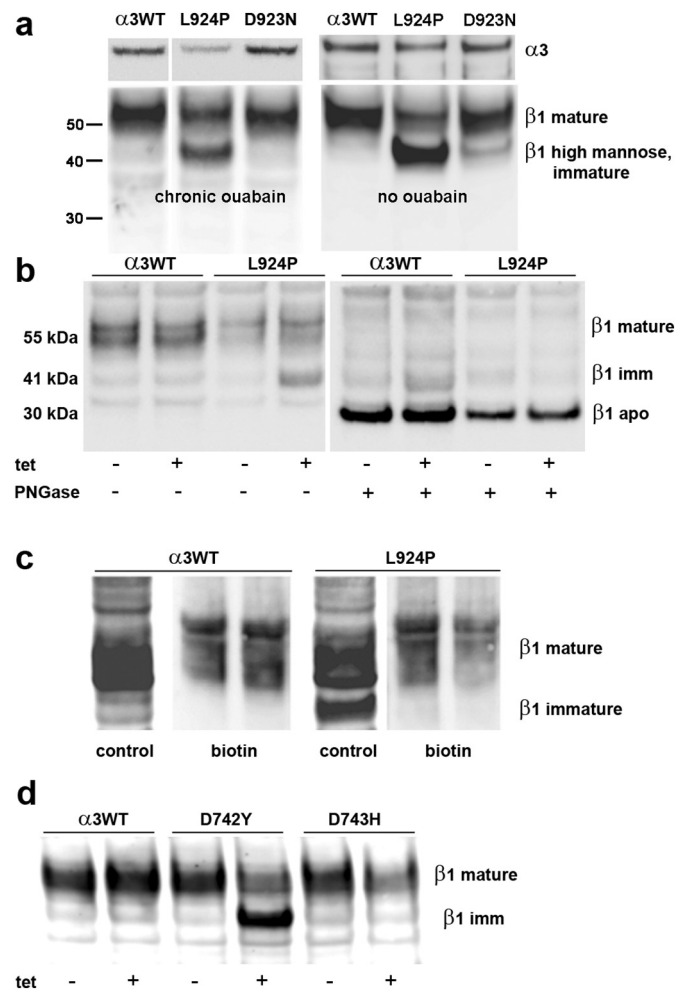 a
α3WT L924P D923N α3WT L924P D923N
α3
50
β1 mature
40
β1 high mannose,
immature
chronic ouabain no ouabain
30
b
α3WT L924P α3WT L924P
β1 mature
55 kDa
41 kDa
β1 imm
30 kDa
β1 apo
tet - + - + - + - +
PNGase - - - - + + + +
c
α3WT L924P
β1 mature
β1 immature
control biotin control biotin
d
α3WT D742Y D743H
β1 mature
β1 imm
tet - + - + - +